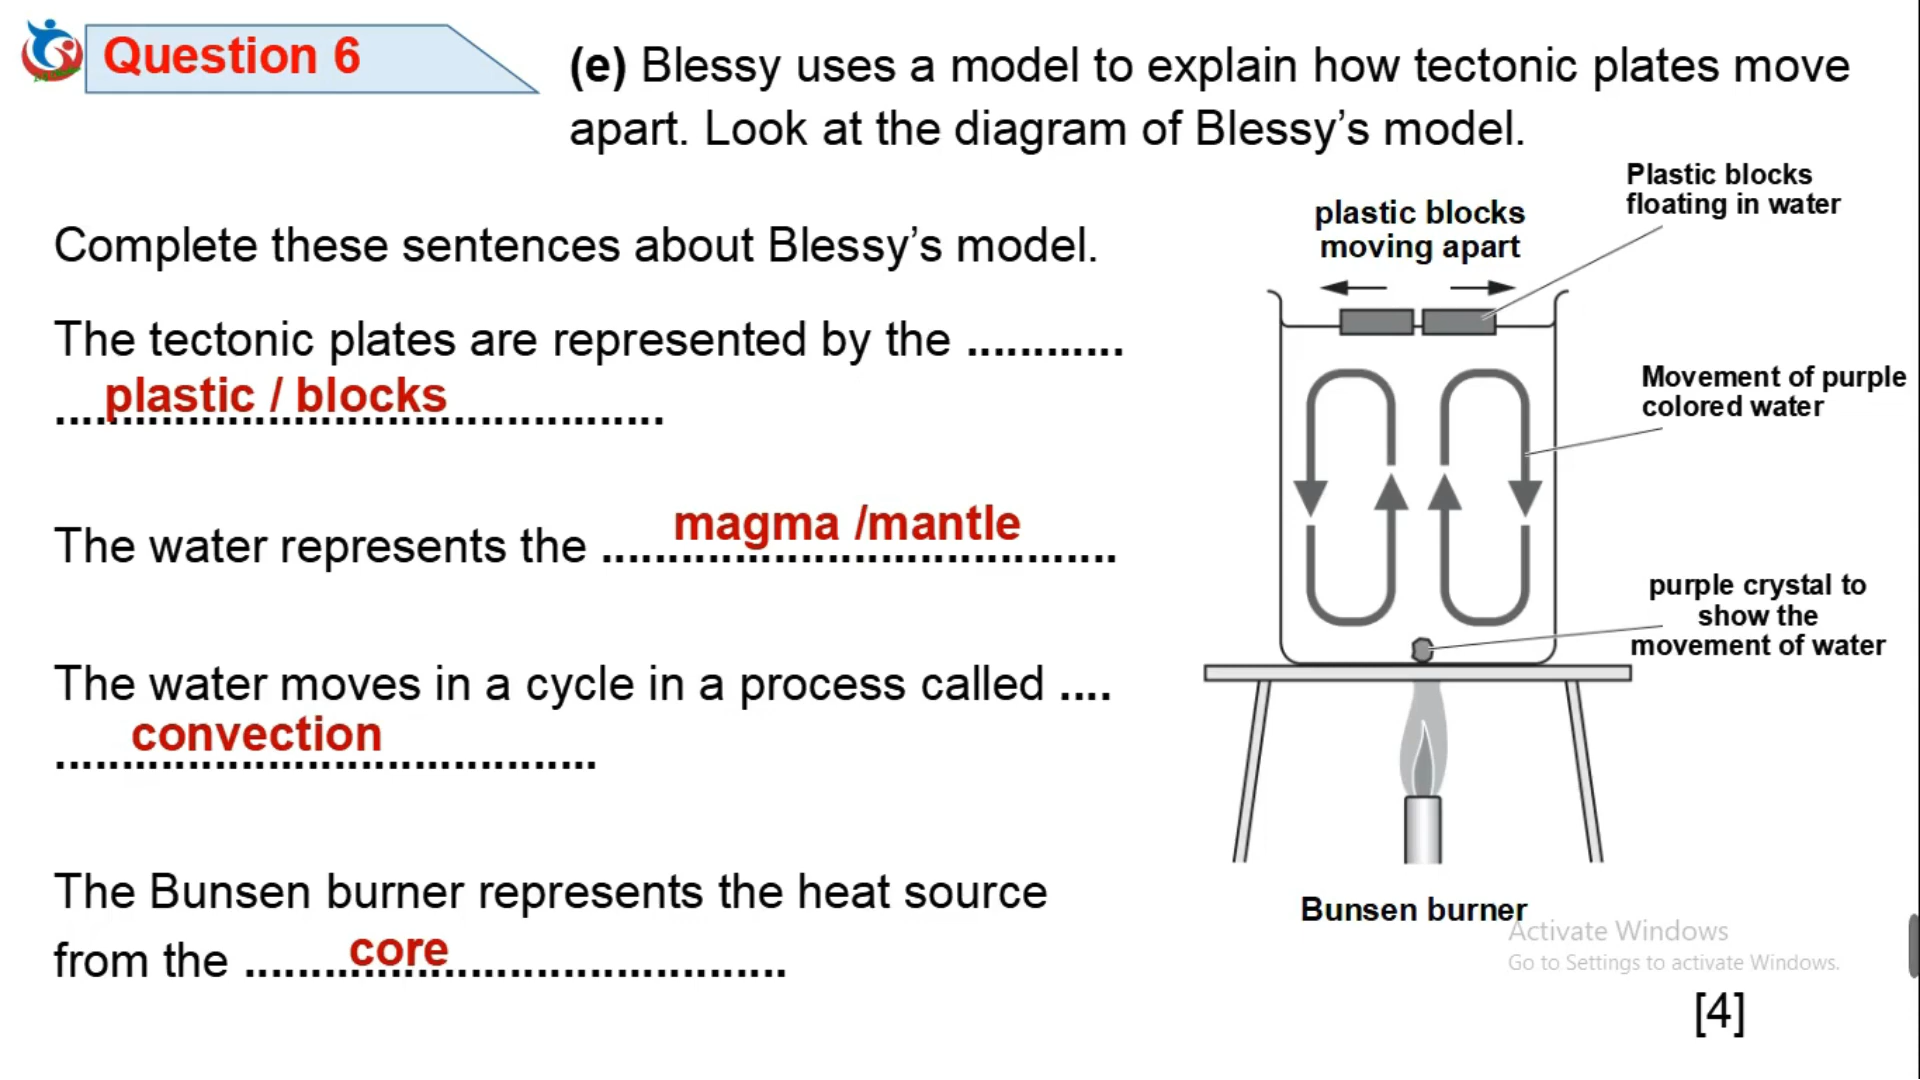 Question 6
(e) Blessy uses a model to explain how tectonic plates move
apart. Look at the diagram of Blessy’s model.
Complete these sentences about Blessy’s model.
The tectonic plates are represented by the ............
plastic / blocks
..............................................
The water represents the .......................................
magma /mantle
The water moves in a cycle in a process called ....
convection
.........................................
The Bunsen burner represents the heat source
from the .........................................
core
plastic blocks
moving apart
Plastic blocks
floating in water
Movement of purple
colored water
purple crystal to
show the
movement of water
Bunsen burner
Activate Windows
Go to Settings to activate Windows.
[4]